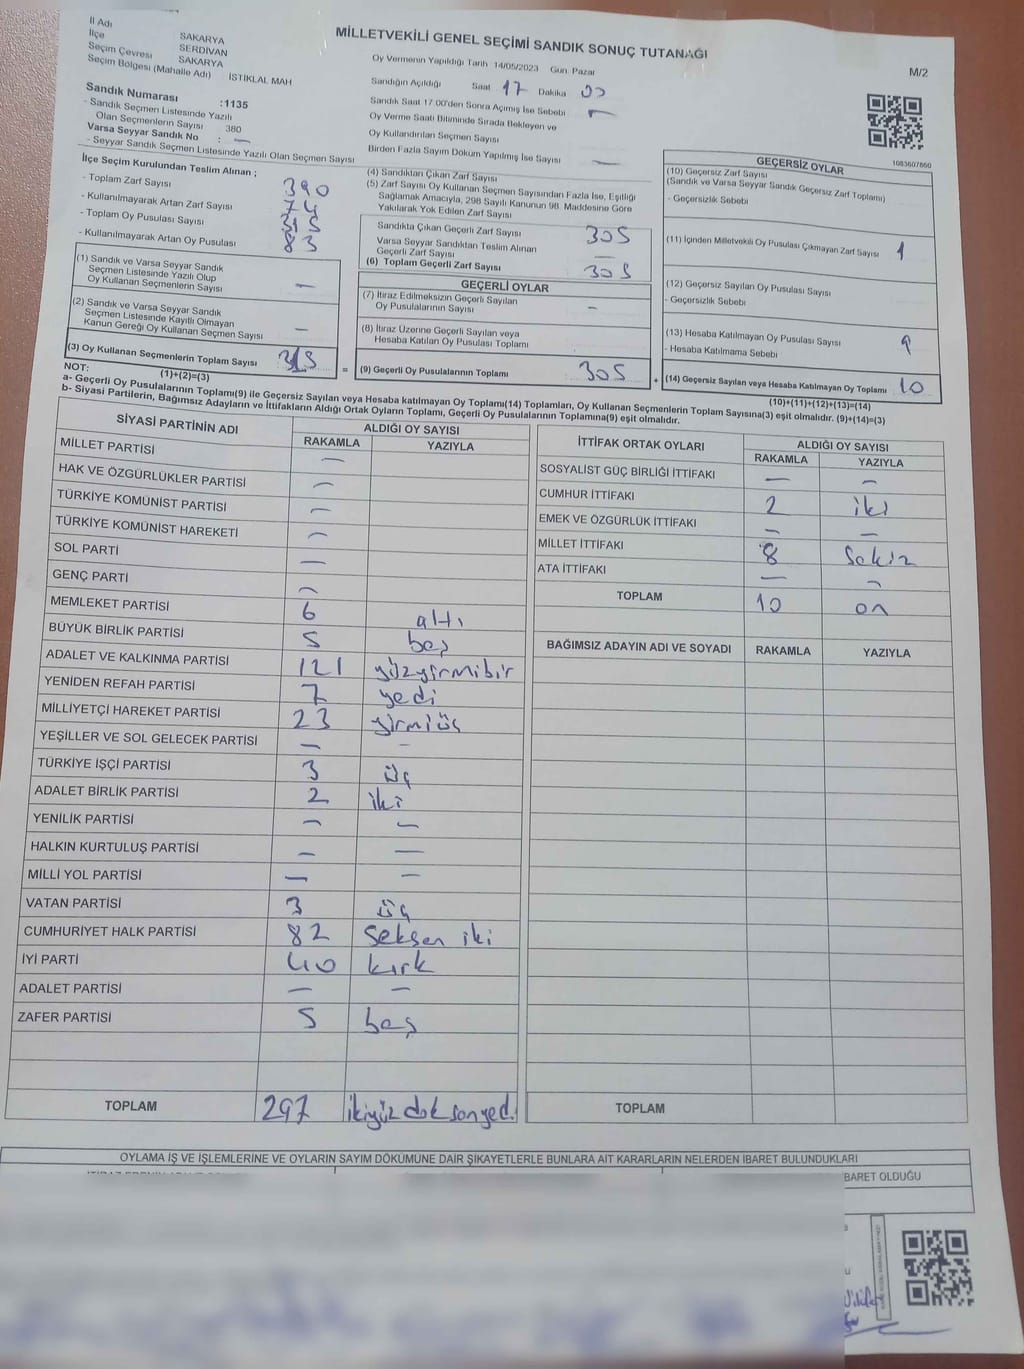 MİLLETVEKİLİ GENEL SEÇİMİ SANDIK SONUÇ TUTANAĞI
M/2
İl Adı SAKARYA
İlçe SERDİVAN
Seçim Çevresi SAKARYA
Seçim Bölgesi (Mahalle Adı) İSTİKLAL MAH
Sandık Numarası :1135
- Sandık Seçmen Listesinde Yazılı
Olan Seçmenlerin Sayısı 380
Varsa Seyyar Sandık No : —
- Seyyar Sandık Seçmen Listesinde Yazılı Olan Seçmen Sayısı
Oy Vermenin Yapıldığı Tarih 14/05/2023 Gün Pazar
Sandığın Açıldığı Saat 17 Dakika 00
Sandık Saat 17.00'den Sonra Açımış İse Sebebi —
Oy Verme Saati Bitiminde Sırada Bekleyen ve
Oy Kullandırılan Seçmen Sayısı
Birden Fazla Sayım Döküm Yapılmış İse Sayısı —
1083607660
İlçe Seçim Kurulundan Teslim Alınan ;
- Toplam Zarf Sayısı 390
- Kullanılmayarak Artan Zarf Sayısı 74
- Toplam Oy Pusulası Sayısı
- Kullanılmayarak Artan Oy Pusulası 83
(1) Sandık ve Varsa Seyyar Sandık
Seçmen Listesinde Yazılı Olup
Oy Kullanan Seçmenlerin Sayısı —
(2) Sandık ve Varsa Seyyar Sandık
Seçmen Listesinde Kayıtlı Olmayan
Kanun Gereği Oy Kullanan Seçmen Sayısı —
(3) Oy Kullanan Seçmenlerin Toplam Sayısı 315
(4) Sandıktan Çıkan Zarf Sayısı
(5) Zarf Sayısı Oy Kullanan Seçmen Sayısından Fazla İse, Eşitliği
Sağlamak Amacıyla, 298 Sayılı Kanunun 98. Maddesine Göre
Yakılarak Yok Edilen Zarf Sayısı
Sandıkta Çıkan Geçerli Zarf Sayısı 305
Varsa Seyyar Sandıktan Teslim Alınan
Geçerli Zarf Sayısı —
(6) Toplam Geçerli Zarf Sayısı 305
GEÇERLİ OYLAR
(7) İtiraz Edilmeksizin Geçerli Sayılan
Oy Pusulalarının Sayısı —
(8) İtiraz Üzerine Geçerli Sayılan veya
Hesaba Katılan Oy Pusulası Toplamı
= (9) Geçerli Oy Pusulalarının Toplamı 305 +
GEÇERSİZ OYLAR
(10) Geçersiz Zarf Sayısı
(Sandık ve Varsa Seyyar Sandık Geçersiz Zarf Toplamı)
- Geçersizlik Sebebi
(11) İçinden Milletvekili Oy Pusulası Çıkmayan Zarf Sayısı 1
(12) Geçersiz Sayılan Oy Pusulası Sayısı
- Geçersizlik Sebebi
(13) Hesaba Katılmayan Oy Pusulası Sayısı 9
- Hesaba Katılmama Sebebi
(14) Geçersiz Sayılan veya Hesaba Katılmayan Oy Toplamı 10
NOT: (1)+(2)=(3) (10)+(11)+(12)+(13)=(14)
a- Geçerli Oy Pusulalarının Toplamı(9) ile Geçersiz Sayılan veya Hesaba katılmayan Oy Toplamı(14) Toplamları, Oy Kullanan Seçmenlerin Toplam Sayısına(3) eşit olmalıdır. (9)+(14)=(3)
b- Siyasi Partilerin, Bağımsız Adayların ve İttifakların Aldığı Ortak Oyların Toplamı, Geçerli Oy Pusulalarının Toplamına(9) eşit olmalıdır.
SİYASİ PARTİNİN ADI ALDIĞI OY SAYISI
RAKAMLA YAZIYLA
MİLLET PARTİSİ —
HAK VE ÖZGÜRLÜKLER PARTİSİ —
TÜRKİYE KOMÜNİST PARTİSİ —
TÜRKİYE KOMÜNİST HAREKETİ —
SOL PARTİ —
GENÇ PARTİ —
MEMLEKET PARTİSİ 6 altı
BÜYÜK BİRLİK PARTİSİ 5 beş
ADALET VE KALKINMA PARTİSİ 121 yüzyirmibir
YENİDEN REFAH PARTİSİ 7 yedi
MİLLİYETÇİ HAREKET PARTİSİ 23 yirmiüç
YEŞİLLER VE SOL GELECEK PARTİSİ — —
TÜRKİYE İŞÇİ PARTİSİ 3 üç
ADALET BİRLİK PARTİSİ 2 iki
YENİLİK PARTİSİ — —
HALKIN KURTULUŞ PARTİSİ — —
MİLLİ YOL PARTİSİ — —
VATAN PARTİSİ 3 üç
CUMHURİYET HALK PARTİSİ 82 seksen iki
İYİ PARTİ 40 kırk
ADALET PARTİSİ — —
ZAFER PARTİSİ 5 beş
TOPLAM 297 ikiyüz doksanyed.
İTTİFAK ORTAK OYLARI ALDIĞI OY SAYISI
RAKAMLA YAZIYLA
SOSYALİST GÜÇ BİRLİĞİ İTTİFAKI — —
CUMHUR İTTİFAKI 2 iki
EMEK VE ÖZGÜRLÜK İTTİFAKI — —
MİLLET İTTİFAKI 8 Sekiz
ATA İTTİFAKI — —
TOPLAM 10 on
BAĞIMSIZ ADAYIN ADI VE SOYADI RAKAMLA YAZIYLA
TOPLAM
OYLAMA İŞ VE İŞLEMLERİNE VE OYLARIN SAYIM DÖKÜMÜNE DAİR ŞİKAYETLERLE BUNLARA AİT KARARLARIN NELERDEN İBARET BULUNDUKLARI
BARET OLDUĞU